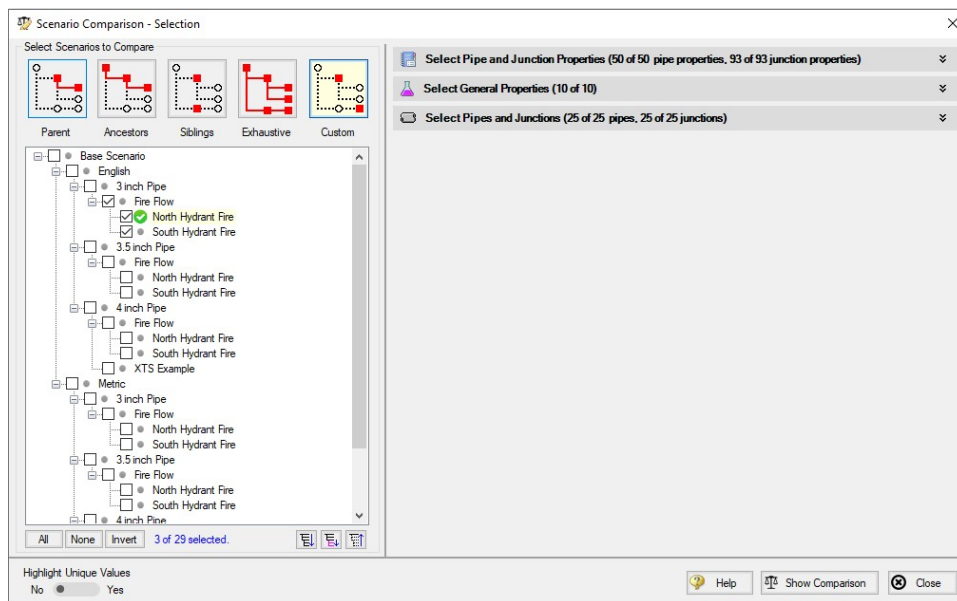 Scenario Comparison - Selection
Select Scenarios to Compare
Parent Ancestors Siblings Exhaustive Custom
Base Scenario
English
3 inch Pipe
Fire Flow
North Hydrant Fire
South Hydrant Fire
3.5 inch Pipe
Fire Flow
North Hydrant Fire
South Hydrant Fire
4 inch Pipe
Fire Flow
North Hydrant Fire
South Hydrant Fire
XTS Example
Metric
3 inch Pipe
Fire Flow
North Hydrant Fire
South Hydrant Fire
3.5 inch Pipe
Fire Flow
North Hydrant Fire
South Hydrant Fire
4 inch Pipe
All None Invert 3 of 29 selected.
Select Pipe and Junction Properties (50 of 50 pipe properties, 93 of 93 junction properties)
Select General Properties (10 of 10)
Select Pipes and Junctions (25 of 25 pipes, 25 of 25 junctions)
Highlight Unique Values
No Yes
Help Show Comparison Close